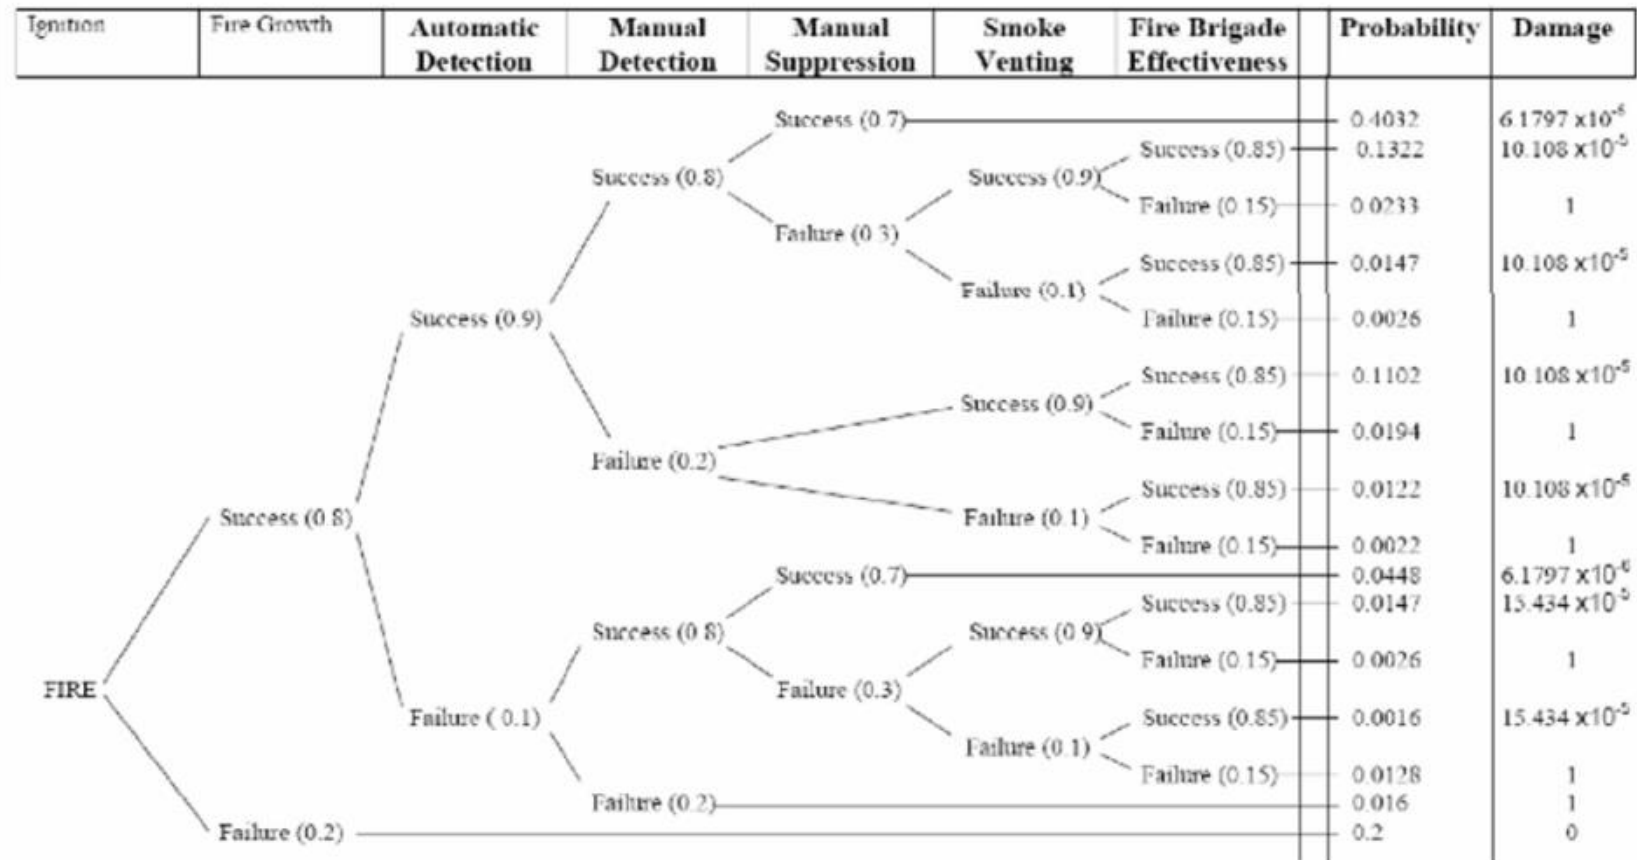 Ignition Fire Growth Automatic Detection Manual Detection Manual Suppression Smoke Venting Fire Brigade Effectiveness Probability Damage
Success (0.7) 0.4032 6.1797 x10⁻⁶
Success (0.85) 0.1322 10.108 x10⁻⁵
Success (0.8) Success (0.9)
Failure (0.15) 0.0233 1
Failure (0.3)
Success (0.85) 0.0147 10.108 x10⁻⁵
Failure (0.1)
Success (0.9) Failure (0.15) 0.0026 1
Success (0.85) 0.1102 10.108 x10⁻⁵
Success (0.9)
Failure (0.15) 0.0194 1
Failure (0.2)
Success (0.85) 0.0122 10.108 x10⁻⁵
Success (0.8) Failure (0.1)
Failure (0.15) 0.0022 1
Success (0.7) 0.0448 6.1797 x10⁻⁶
Success (0.85) 0.0147 15.434 x10⁻⁵
Success (0.8) Success (0.9)
Failure (0.15) 0.0026 1
FIRE Failure (0.3)
Failure ( 0.1) Success (0.85) 0.0016 15.434 x10⁻⁵
Failure (0.1)
Failure (0.15) 0.0128 1
Failure (0.2) 0.016 1
Failure (0.2) 0.2 0